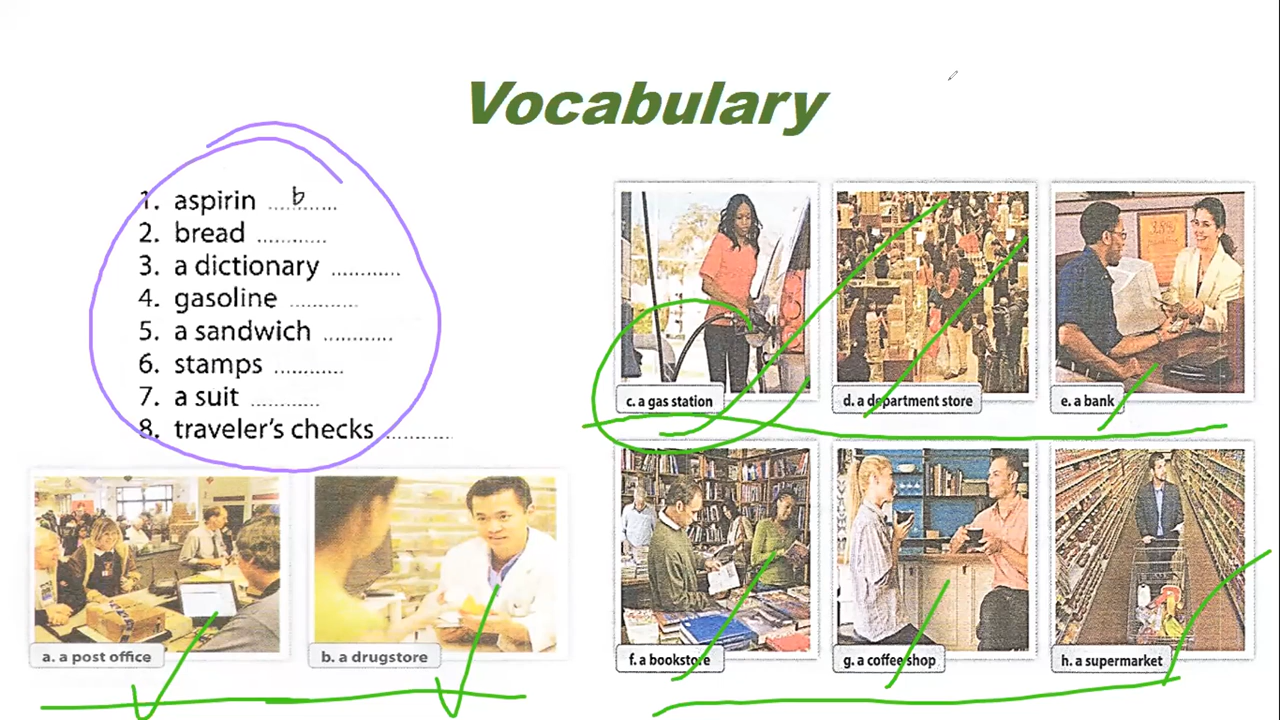 Vocabulary
1. aspirin ....b........
2. bread ............
3. a dictionary ............
4. gasoline ............
5. a sandwich ............
6. stamps ............
7. a suit ............
8. traveler's checks ............
c. a gas station
d. a department store
e. a bank
a. a post office
b. a drugstore
f. a bookstore
g. a coffee shop
h. a supermarket